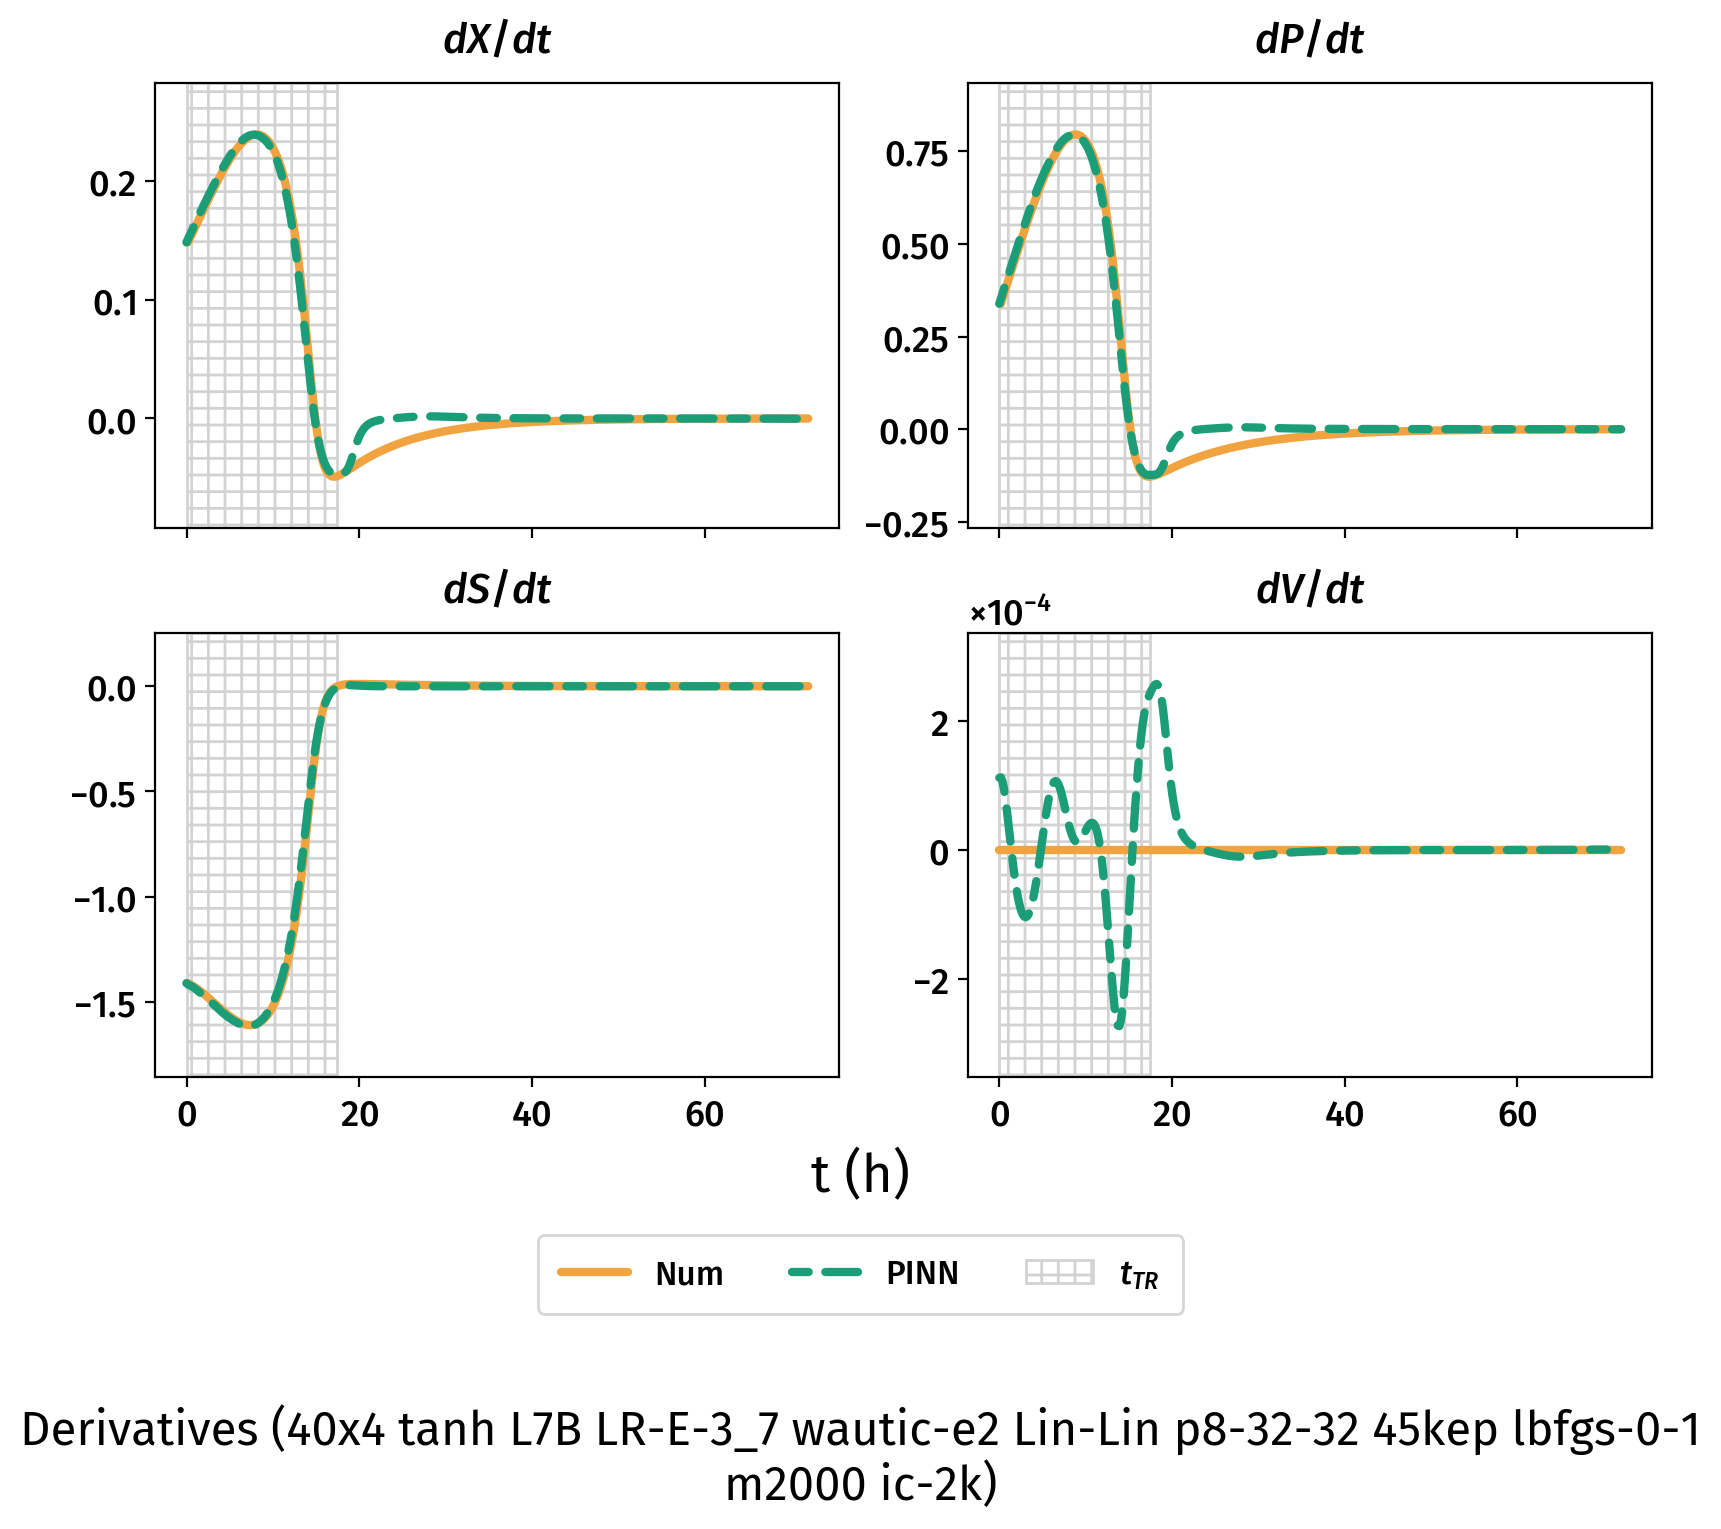 dX/dt
dP/dt
0.2
0.1
0.0
0.75
0.50
0.25
0.00
−0.25
dS/dt
dV/dt
×10⁻⁴
0.0
−0.5
−1.0
−1.5
2
0
−2
0 20 40 60
0 20 40 60
t (h)
Num PINN t_TR
Derivatives (40x4 tanh L7B LR-E-3_7 wautic-e2 Lin-Lin p8-32-32 45kep lbfgs-0-1
m2000 ic-2k)